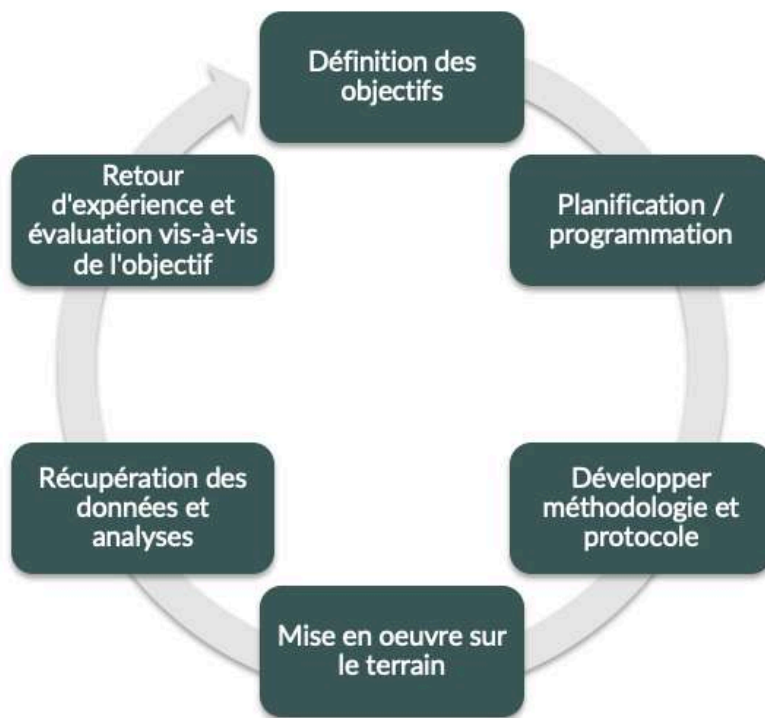 Définition des
objectifs
Planification /
programmation
Développer
méthodologie et
protocole
Mise en oeuvre sur
le terrain
Récupération des
données et
analyses
Retour
d'expérience et
évaluation vis-à-vis
de l'objectif